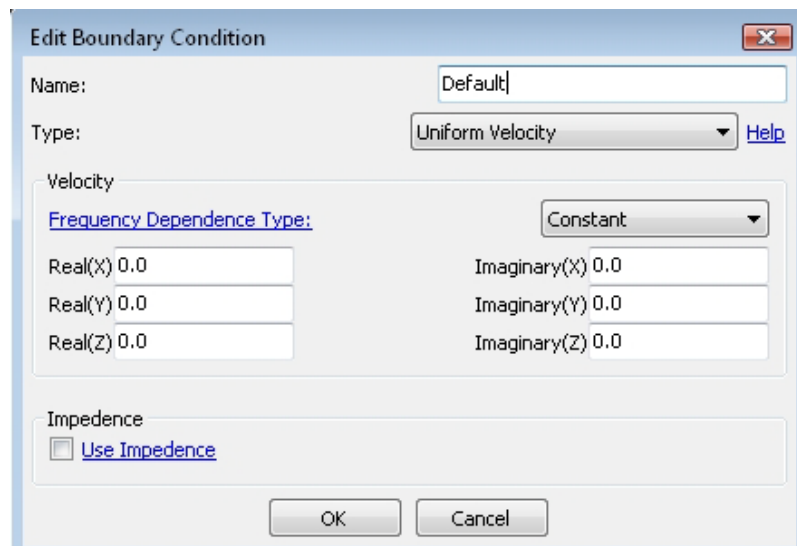 Edit Boundary Condition
Name: Default
Type: Uniform Velocity Help
Velocity
Frequency Dependence Type: Constant
Real(X) 0.0 Imaginary(X) 0.0
Real(Y) 0.0 Imaginary(Y) 0.0
Real(Z) 0.0 Imaginary(Z) 0.0
Impedence
Use Impedence
OK Cancel